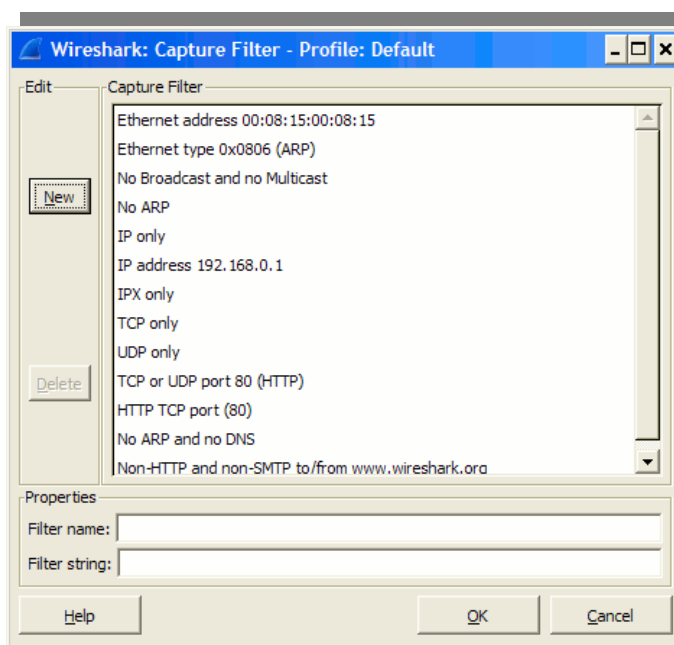 Wireshark: Capture Filter - Profile: Default
Edit
Capture Filter
New
Delete
Ethernet address 00:08:15:00:08:15
Ethernet type 0x0806 (ARP)
No Broadcast and no Multicast
No ARP
IP only
IP address 192.168.0.1
IPX only
TCP only
UDP only
TCP or UDP port 80 (HTTP)
HTTP TCP port (80)
No ARP and no DNS
Non-HTTP and non-SMTP to/from www.wireshark.org
Properties
Filter name:
Filter string:
Help
OK
Cancel